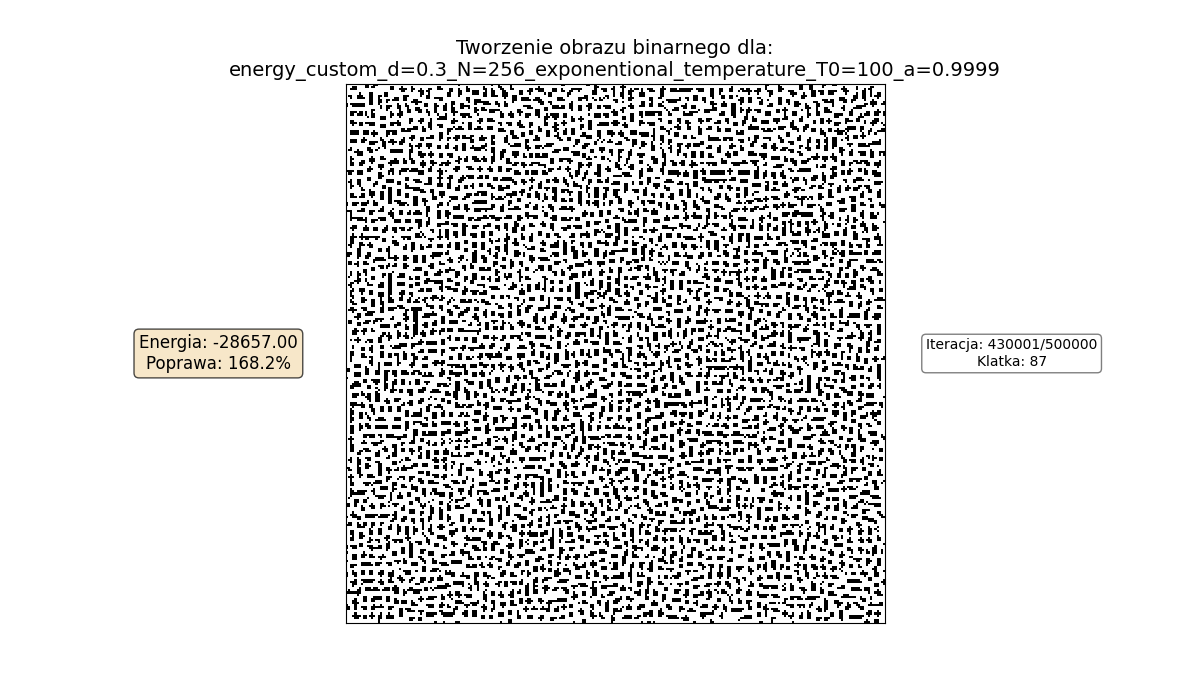 Tworzenie obrazu binarnego dla:
energy_custom_d=0.3_N=256_exponentional_temperature_T0=100_a=0.9999
Energia: -28657.00
Poprawa: 168.2%
Iteracja: 430001/500000
Klatka: 87